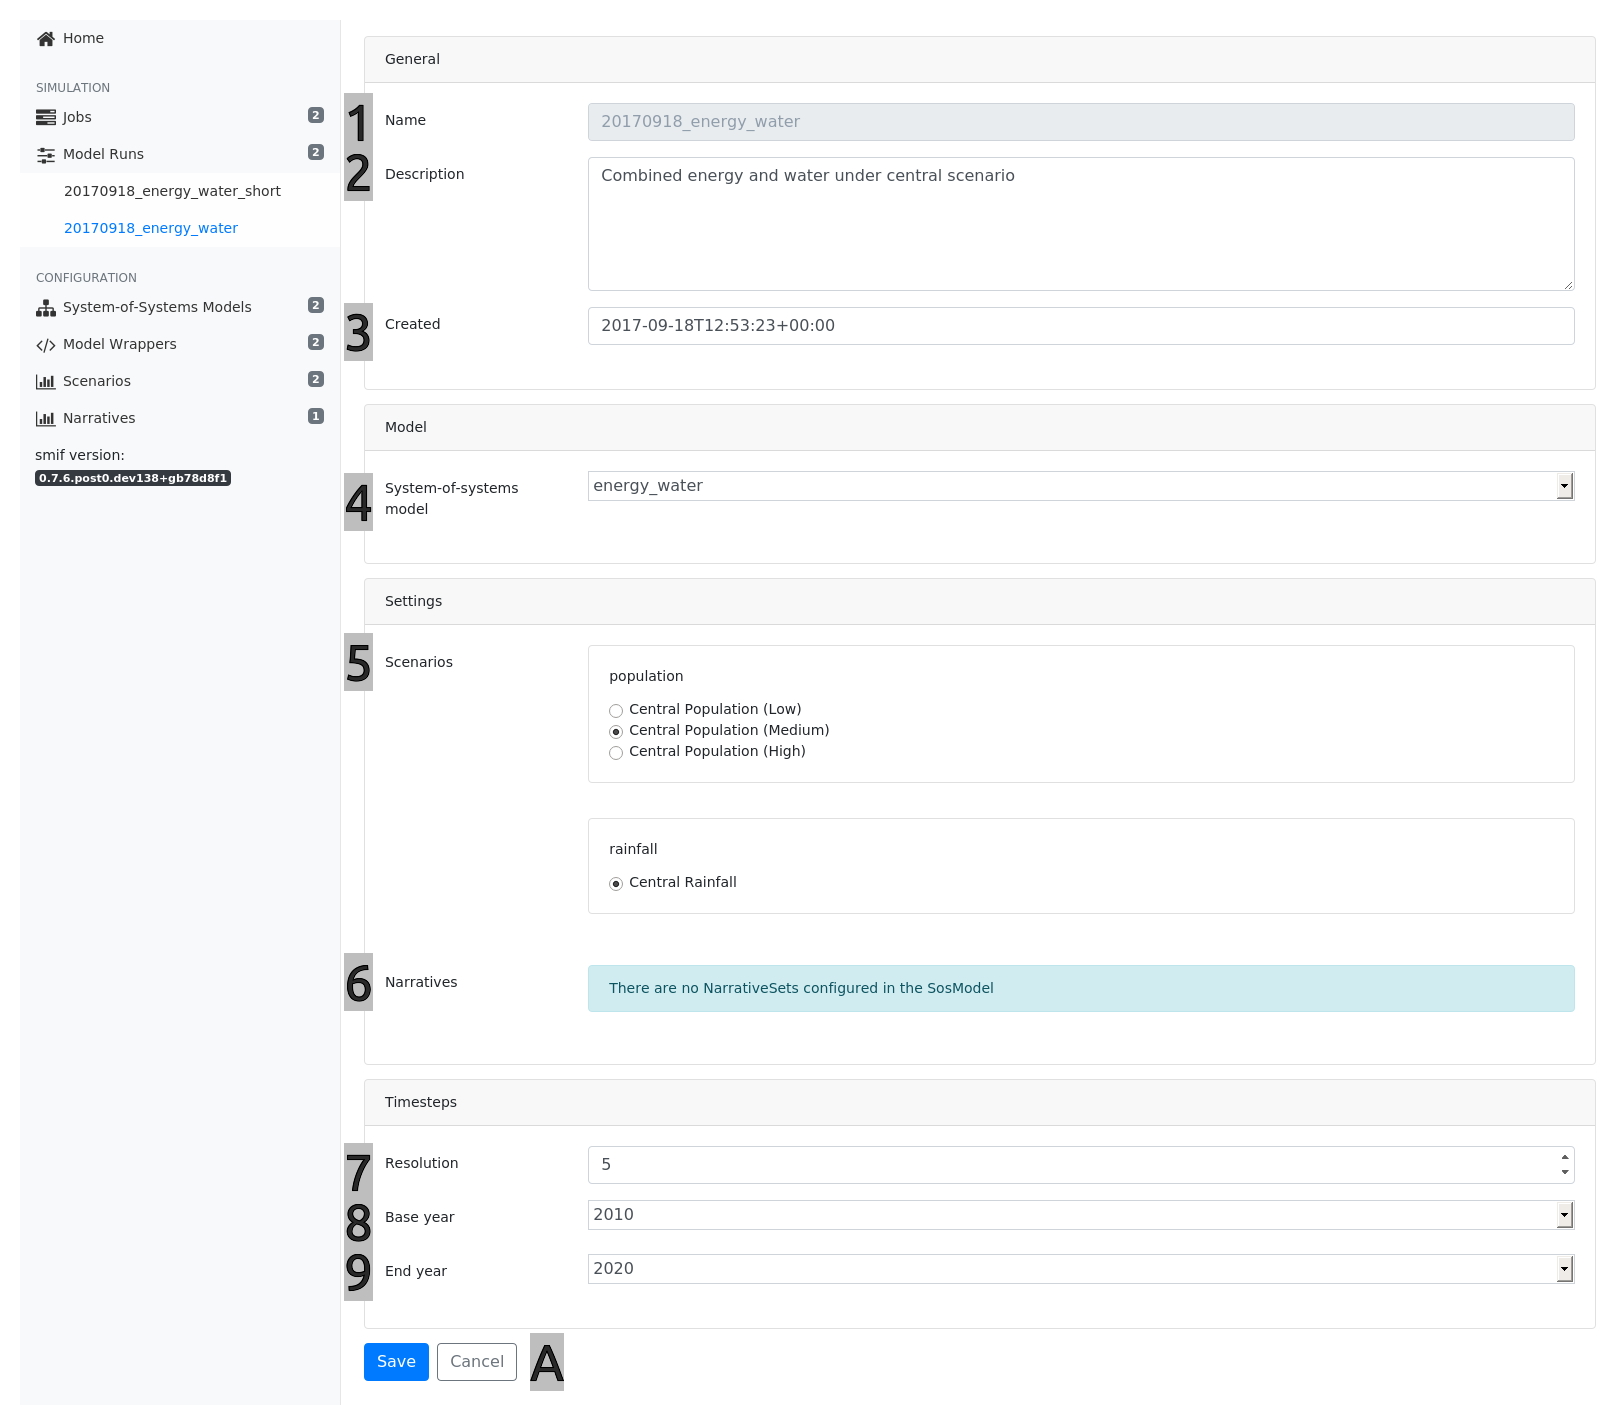 Home
SIMULATION
Jobs 2
Model Runs 2
20170918_energy_water_short
20170918_energy_water
CONFIGURATION
System-of-Systems Models 2
Model Wrappers 2
Scenarios 2
Narratives 1
smif version:
0.7.6.post0.dev138+gb78d8f1
General
1 Name 20170918_energy_water
2 Description Combined energy and water under central scenario
3 Created 2017-09-18T12:53:23+00:00
Model
4 System-of-systems model energy_water
Settings
5 Scenarios
population
Central Population (Low)
Central Population (Medium)
Central Population (High)
rainfall
Central Rainfall
6 Narratives There are no NarrativeSets configured in the SosModel
Timesteps
7 Resolution 5
8 Base year 2010
9 End year 2020
Save Cancel A